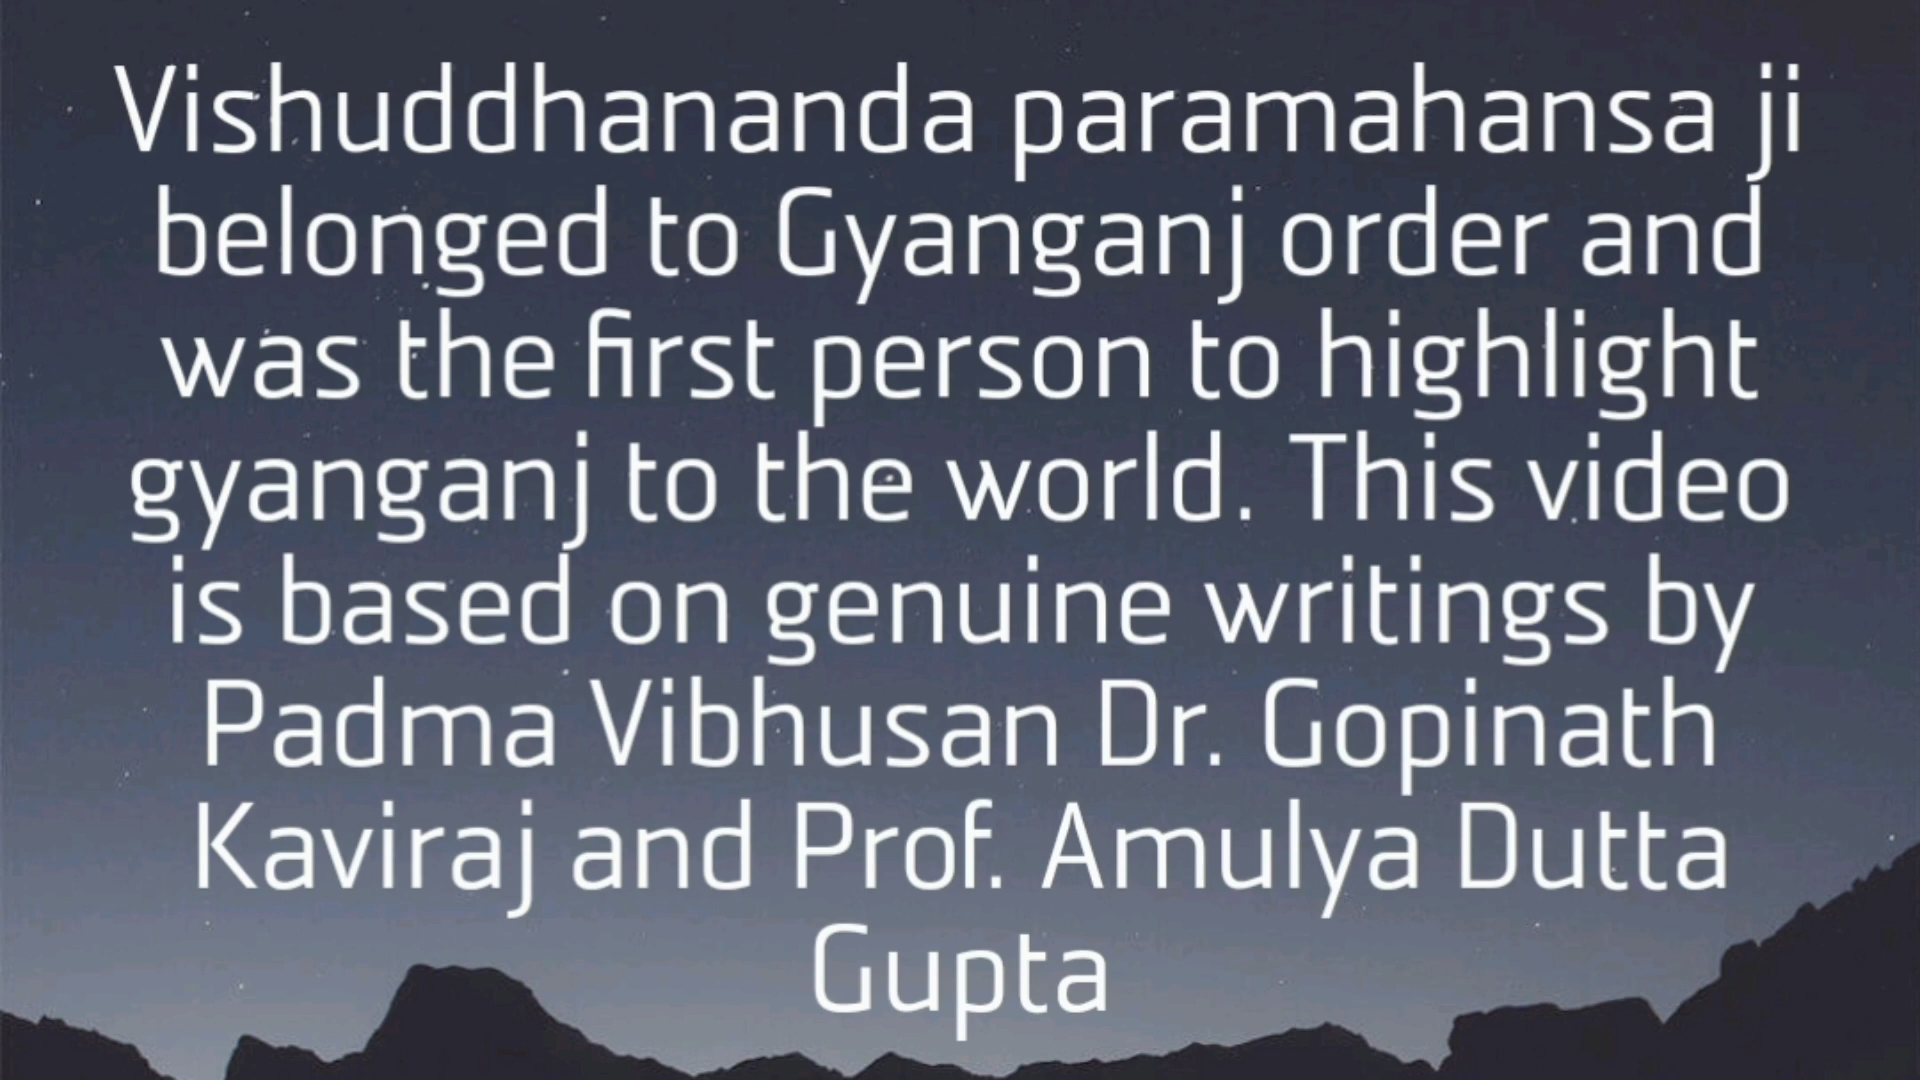 Vishuddhananda paramahansa ji
belonged to Gyanganj order and
was the first person to highlight
gyanganj to the world. This video
is based on genuine writings by
Padma Vibhusan Dr. Gopinath
Kaviraj and Prof. Amulya Dutta
Gupta